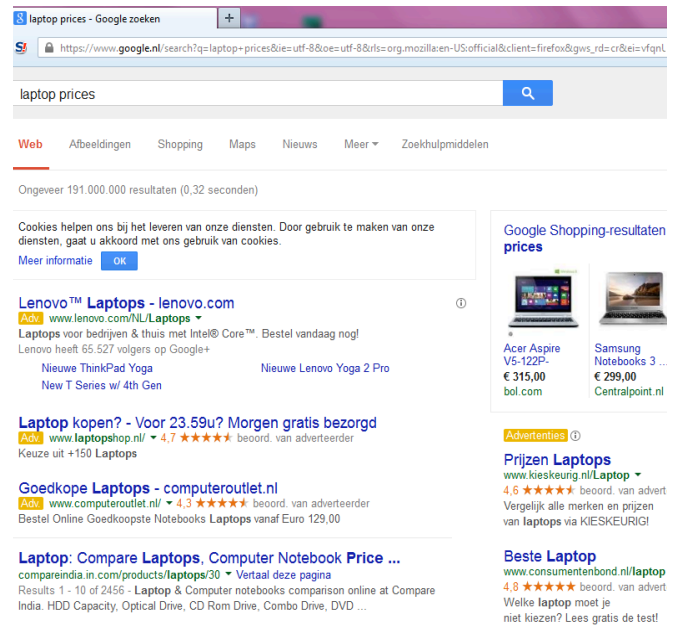 laptop prices - Google zoeken
https://www.google.nl/search?q=laptop+prices&ie=utf-8&oe=utf-8&rls=org.mozilla:en-US:official&client=firefox&gws_rd=cr&ei=vfqnU
laptop prices
Web Afbeeldingen Shopping Maps Nieuws Meer Zoekhulpmiddelen
Ongeveer 191.000.000 resultaten (0,32 seconden)
Cookies helpen ons bij het leveren van onze diensten. Door gebruik te maken van onze
diensten, gaat u akkoord met ons gebruik van cookies.
Meer informatie OK
Lenovo™ Laptops - lenovo.com
Adv. www.lenovo.com/NL/Laptops
Laptops voor bedrijven & thuis met Intel® Core™. Bestel vandaag nog!
Lenovo heeft 65.527 volgers op Google+
Nieuwe ThinkPad Yoga Nieuwe Lenovo Yoga 2 Pro
New T Series w/ 4th Gen
Laptop kopen? - Voor 23.59u? Morgen gratis bezorgd
Adv. www.laptopshop.nl/ 4,7 ★★★★★ beoord. van adverteerder
Keuze uit +150 Laptops
Goedkope Laptops - computeroutlet.nl
Adv. www.computeroutlet.nl/ 4,3 ★★★★★ beoord. van adverteerder
Bestel Online Goedkoopste Notebooks Laptops vanaf Euro 129,00
Laptop: Compare Laptops, Computer Notebook Price ...
compareindia.in.com/products/laptops/30 Vertaal deze pagina
Results 1 - 10 of 2456 - Laptop & Computer notebooks comparison online at Compare
India. HDD Capacity, Optical Drive, CD Rom Drive, Combo Drive, DVD ...
Google Shopping-resultaten
prices
Acer Aspire
V5-122P-
€ 315,00
bol.com
Samsung
Notebooks 3 ...
€ 299,00
Centralpoint.nl
Advertenties
Prijzen Laptops
www.kieskeurig.nl/Laptop
4,6 ★★★★★ beoord. van advert
Vergelijk alle merken en prijzen
van laptops via KIESKEURIG!
Beste Laptop
www.consumentenbond.nl/laptop
4,8 ★★★★★ beoord. van advert
Welke laptop moet je
niet kiezen? Lees gratis de test!